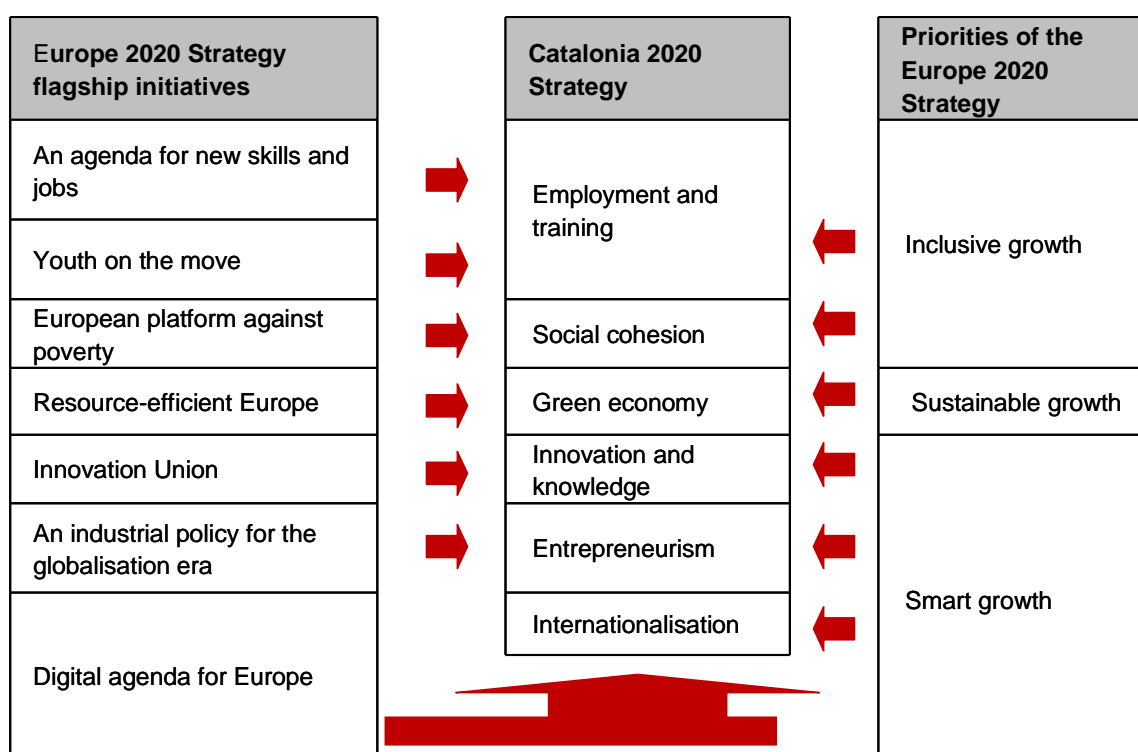 Europe 2020 Strategy
flagship initiatives
An agenda for new skills and
jobs
Youth on the move
European platform against
poverty
Resource-efficient Europe
Innovation Union
An industrial policy for the
globalisation era
Digital agenda for Europe
Catalonia 2020
Strategy
Employment and
training
Social cohesion
Green economy
Innovation and
knowledge
Entrepreneurism
Internationalisation
Priorities of the
Europe 2020
Strategy
Inclusive growth
Sustainable growth
Smart growth